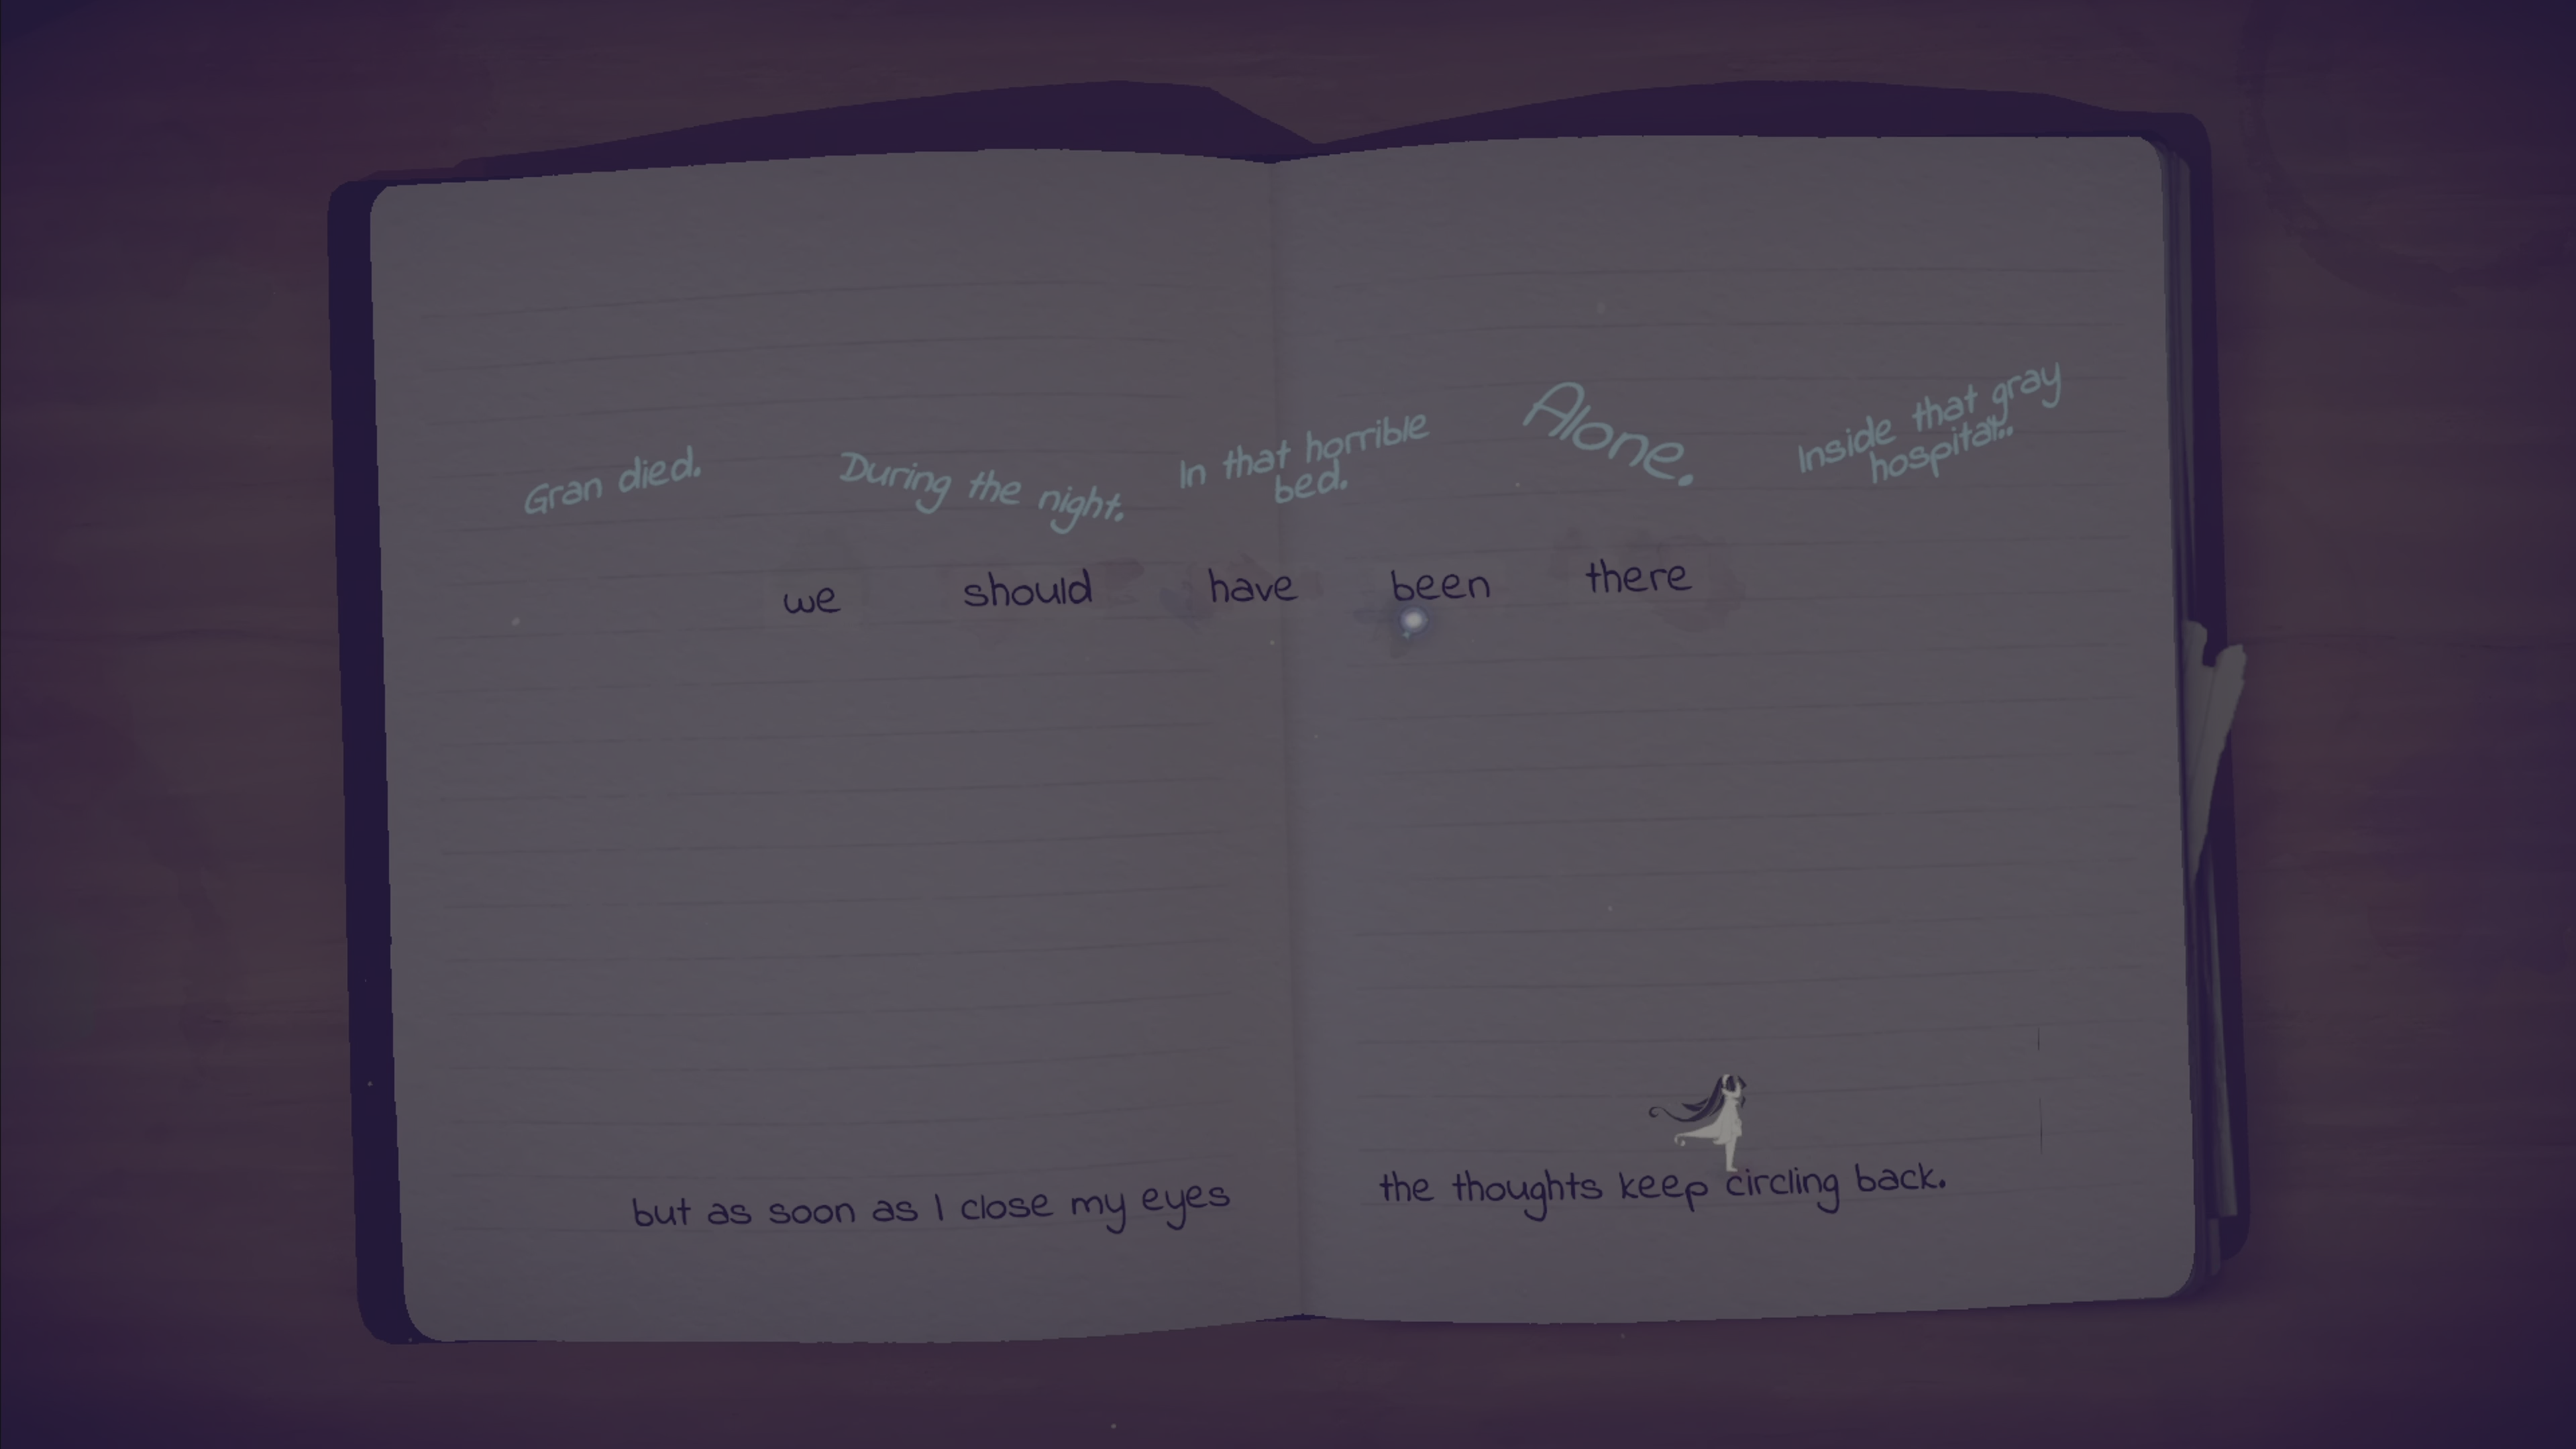 Gran died.
During the night.
In that horrible
bed.
Alone.
Inside that gray
hospital..
we should have been there
but as soon as I close my eyes
the thoughts keep circling back.